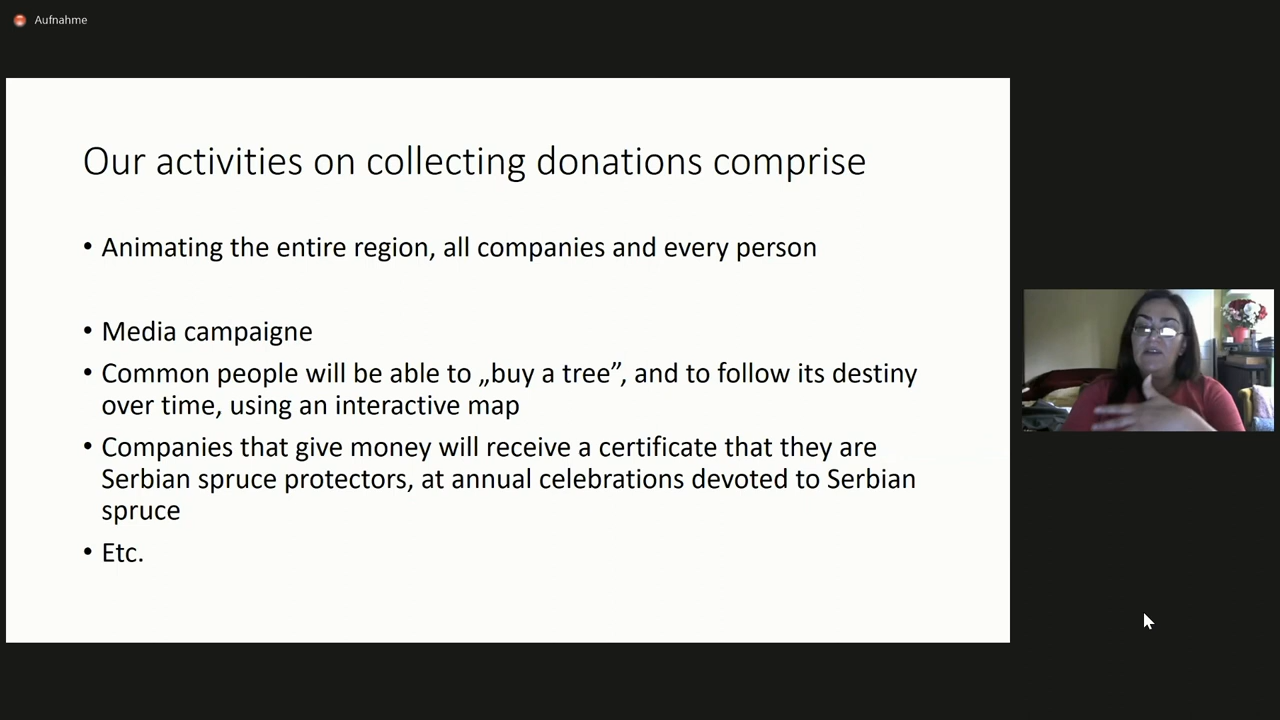 Aufnahme
Our activities on collecting donations comprise
• Animating the entire region, all companies and every person
• Media campaigne
• Common people will be able to „buy a tree”, and to follow its destiny
over time, using an interactive map
• Companies that give money will receive a certificate that they are
Serbian spruce protectors, at annual celebrations devoted to Serbian
spruce
• Etc.